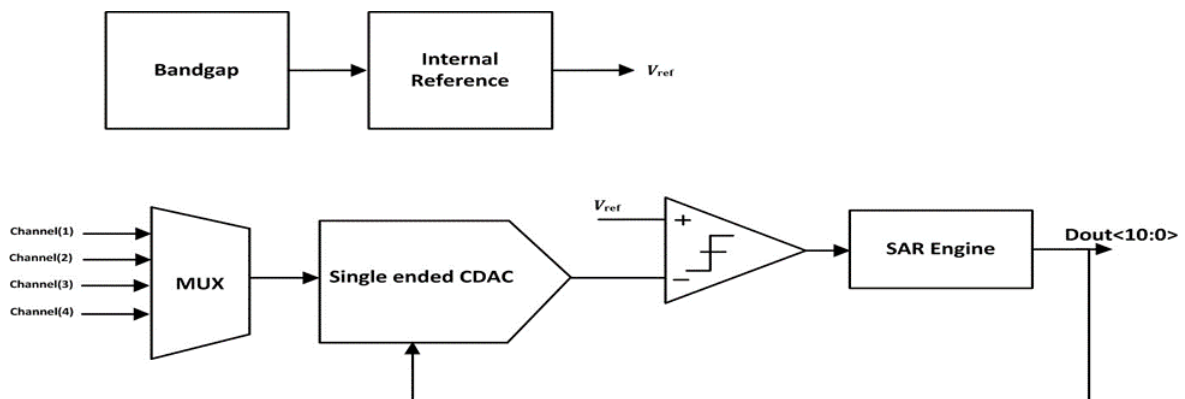 Bandgap
Internal
Reference
Vref
Channel(1)
Channel(2)
Channel(3)
Channel(4)
MUX
Single ended CDAC
Vref
+
−
SAR Engine
Dout<10:0>